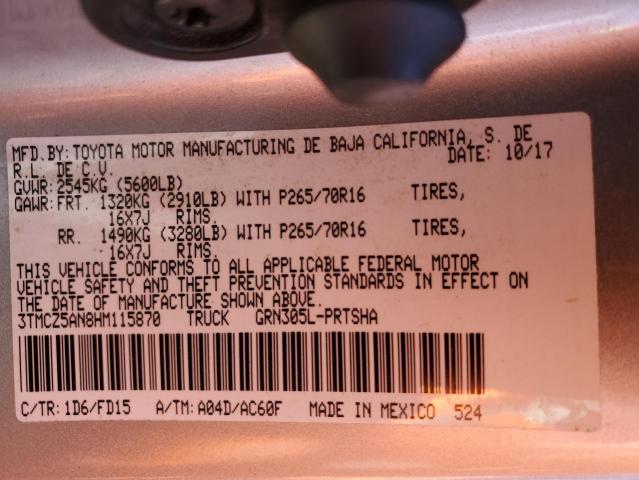 MFD.BY: TOYOTA MOTOR MANUFACTURING DE BAJA CALIFORNIA, S. DE
R.L. DE C.V. DATE: 10/17
GVWR: 2545KG (5600LB)
GAWR: FRT. 1320KG (2910LB) WITH P265/70R16 TIRES,
16X7J RIMS.
RR. 1490KG (3280LB) WITH P265/70R16 TIRES,
16X7J RIMS.
THIS VEHICLE CONFORMS TO ALL APPLICABLE FEDERAL MOTOR
VEHICLE SAFETY AND THEFT PREVENTION STANDARDS IN EFFECT ON
THE DATE OF MANUFACTURE SHOWN ABOVE.
3TMCZ5AN8HM115870 TRUCK GRN305L-PRTSHA
C/TR: 1D6/FD15 A/TM: A04D/AC60F MADE IN MEXICO 524